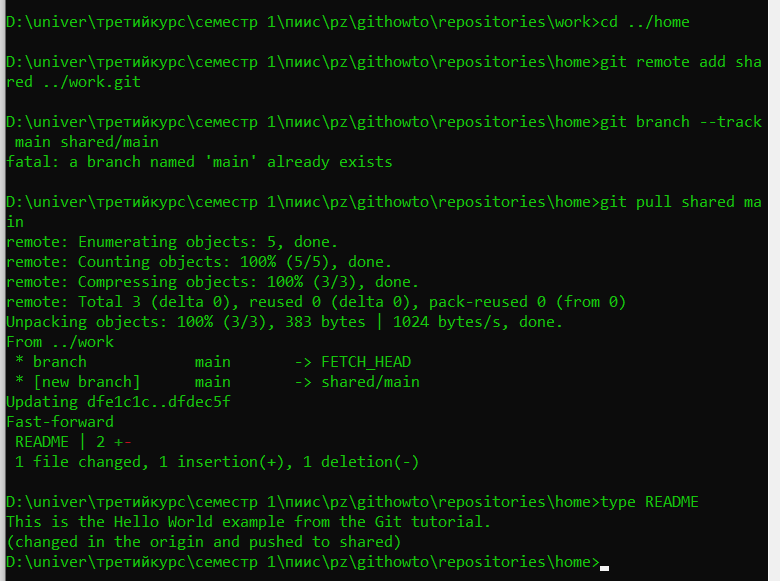 D:\univer\третийкурс\семестр 1\пиис\pz\githowto\repositories\work>cd ../home
D:\univer\третийкурс\семестр 1\пиис\pz\githowto\repositories\home>git remote add sha
red ../work.git
D:\univer\третийкурс\семестр 1\пиис\pz\githowto\repositories\home>git branch --track
 main shared/main
fatal: a branch named 'main' already exists
D:\univer\третийкурс\семестр 1\пиис\pz\githowto\repositories\home>git pull shared ma
in
remote: Enumerating objects: 5, done.
remote: Counting objects: 100% (5/5), done.
remote: Compressing objects: 100% (3/3), done.
remote: Total 3 (delta 0), reused 0 (delta 0), pack-reused 0 (from 0)
Unpacking objects: 100% (3/3), 383 bytes | 1024 bytes/s, done.
From ../work
 * branch            main       -> FETCH_HEAD
 * [new branch]      main       -> shared/main
Updating dfe1c1c..dfdec5f
Fast-forward
 README | 2 +-
 1 file changed, 1 insertion(+), 1 deletion(-)
D:\univer\третийкурс\семестр 1\пиис\pz\githowto\repositories\home>type README
This is the Hello World example from the Git tutorial.
(changed in the origin and pushed to shared)
D:\univer\третийкурс\семестр 1\пиис\pz\githowto\repositories\home>